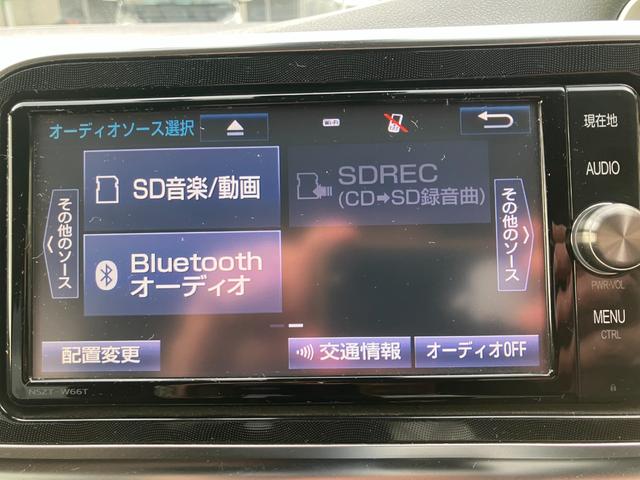 オーディオソース選択
Wi-Fi
現在地
SD音楽/動画
SDREC
(CD➡SD録音曲)
AUDIO
その他のソース
その他のソース
Bluetooth
オーディオ
PWR•VOL
MENU
CTRL
配置変更
交通情報
オーディオOFF
NSZT-W66T